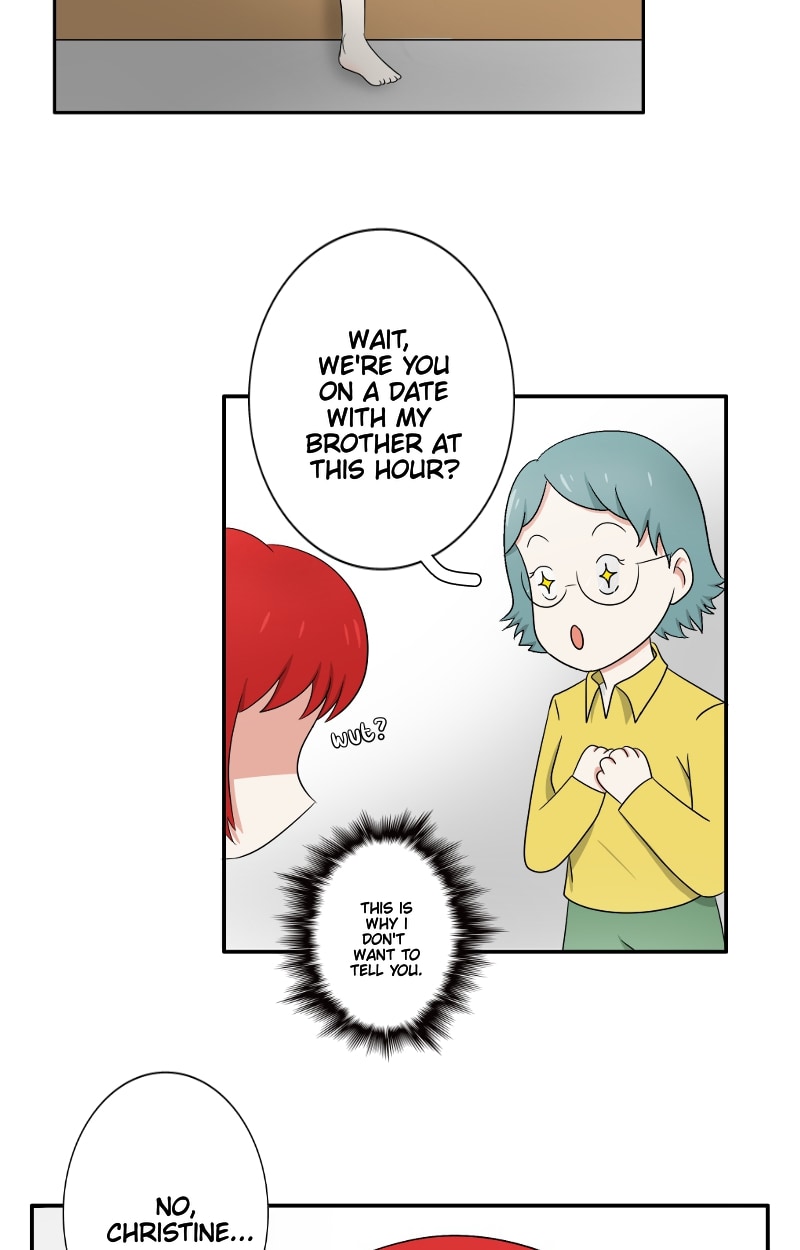 WAIT,
WE'RE YOU
ON A DATE
WITH MY
BROTHER AT
THIS HOUR?
wut?
THIS IS
WHY I
DON'T
WANT TO
TELL YOU.
NO,
CHRISTINE...